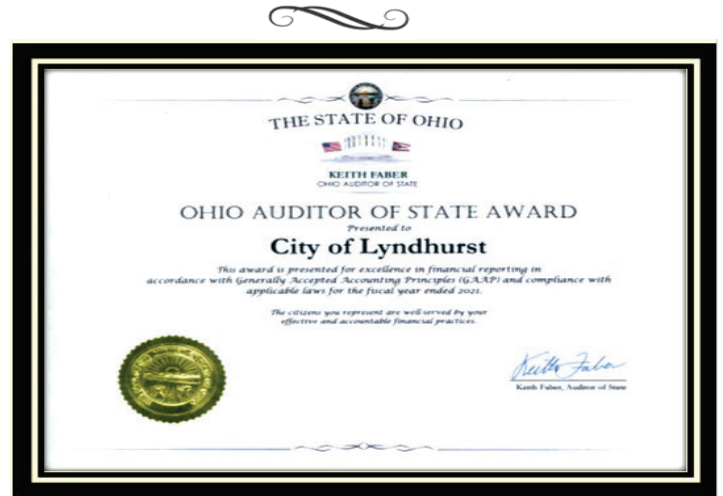 THE STATE OF OHIO
KEITH FABER
OHIO AUDITOR OF STATE
OHIO AUDITOR OF STATE AWARD
Presented to
City of Lyndhurst
This award is presented for excellence in financial reporting in
accordance with Generally Accepted Accounting Principles (GAAP) and compliance with
applicable laws for the fiscal year ended 2021.
The citizens you represent are well served by your
effective and accountable financial practices.
Keith Faber
Keith Faber, Auditor of State